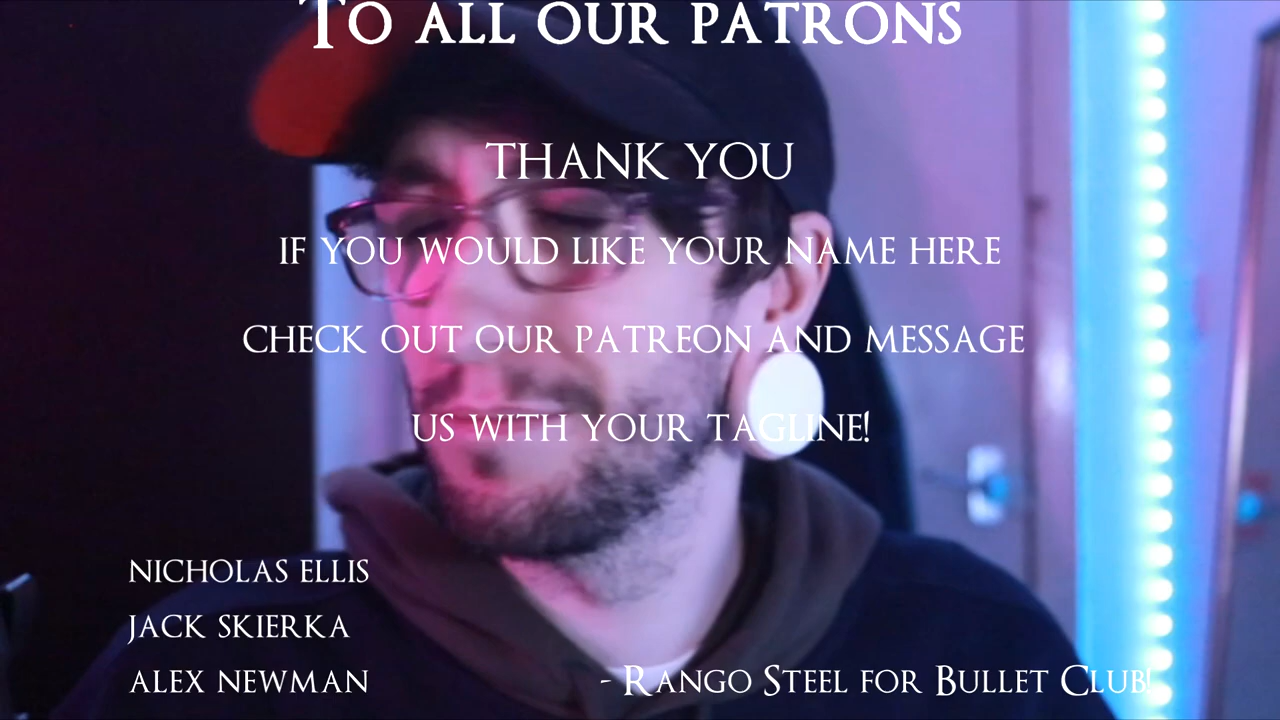 To all our patrons
THANK YOU
IF YOU WOULD LIKE YOUR NAME HERE
CHECK OUT OUR PATREON AND MESSAGE
US WITH YOUR TAGLINE!
NICHOLAS ELLIS
JACK SKIERKA
ALEX NEWMAN
- Rango Steel for Bullet Club!